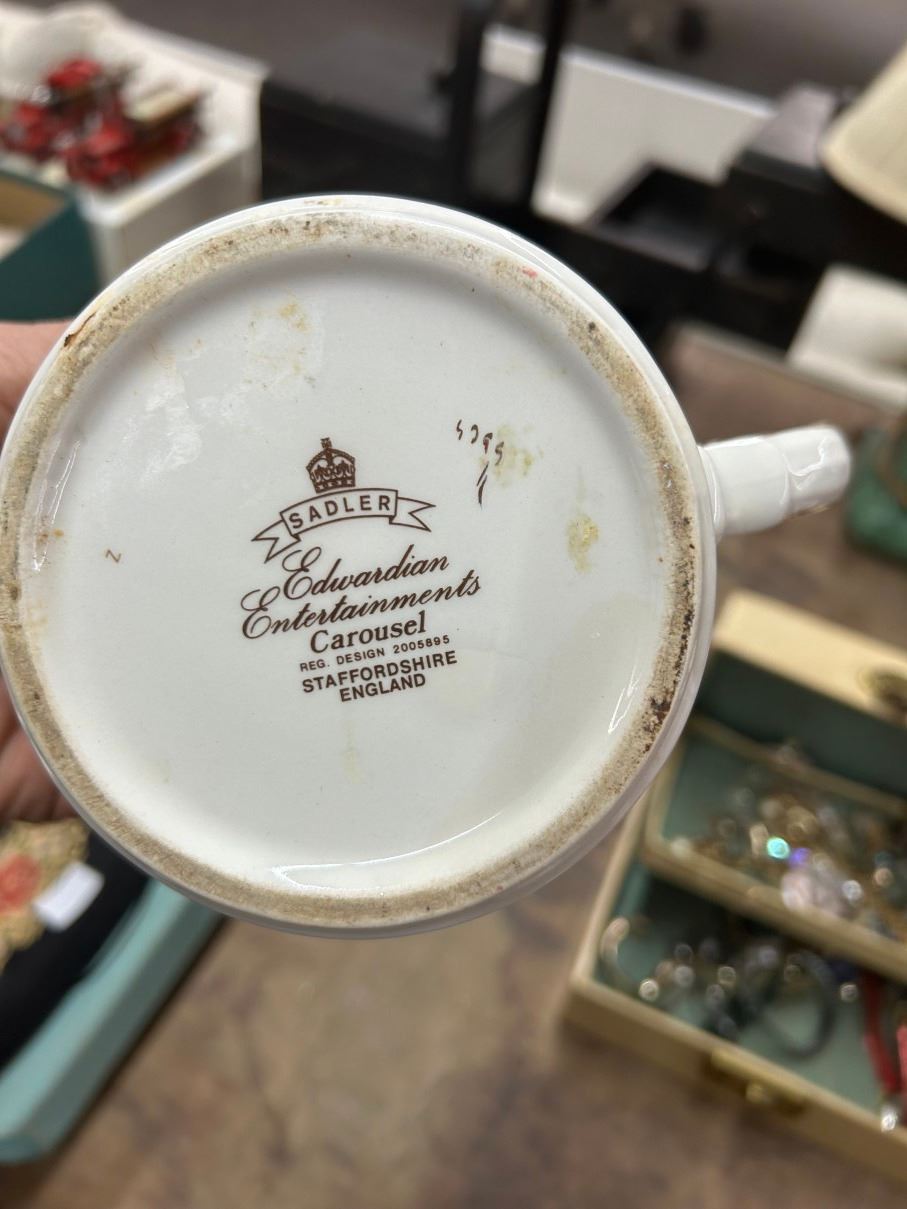 SADLER
Edwardian
Entertainments
Carousel
REG. DESIGN 2005895
STAFFORDSHIRE
ENGLAND